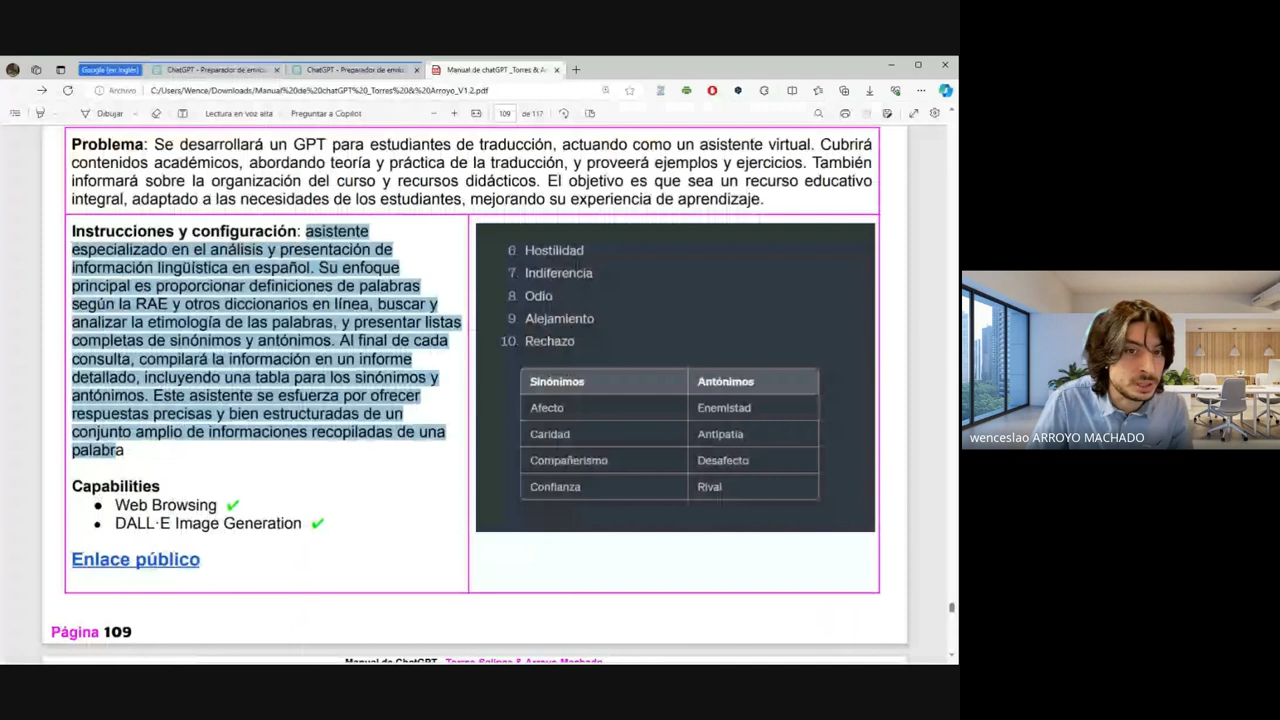 Google (en inglés)
ChatGPT - Preparador de envío
ChatGPT - Preparador de envío
Manual de chatGPT _Torres & A
Archivo
C:/Users/Wence/Downloads/Manual%20de%20chatGPT%20_Torres%20&%20Arroyo_V1.2.pdf
Dibujar
Lectura en voz alta
Preguntar a Copilot
109
de 117
Problema: Se desarrollará un GPT para estudiantes de traducción, actuando como un asistente virtual. Cubrirá
contenidos académicos, abordando teoría y práctica de la traducción, y proveerá ejemplos y ejercicios. También
informará sobre la organización del curso y recursos didácticos. El objetivo es que sea un recurso educativo
integral, adaptado a las necesidades de los estudiantes, mejorando su experiencia de aprendizaje.
Instrucciones y configuración: asistente
especializado en el análisis y presentación de
información lingüística en español. Su enfoque
principal es proporcionar definiciones de palabras
según la RAE y otros diccionarios en línea, buscar y
analizar la etimología de las palabras, y presentar listas
completas de sinónimos y antónimos. Al final de cada
consulta, compilará la información en un informe
detallado, incluyendo una tabla para los sinónimos y
antónimos. Este asistente se esfuerza por ofrecer
respuestas precisas y bien estructuradas de un
conjunto amplio de informaciones recopiladas de una
palabra
Capabilities
● Web Browsing ✓
● DALL·E Image Generation ✓
Enlace público
6. Hostilidad
7. Indiferencia
8. Odio
9. Alejamiento
10. Rechazo
Sinónimos Antónimos
Afecto Enemistad
Caridad Antipatía
Compañerismo Desafecto
Confianza Rival
Página 109
Manual de ChatGPT Torres Salinas & Arroyo Machado
wenceslao ARROYO MACHADO